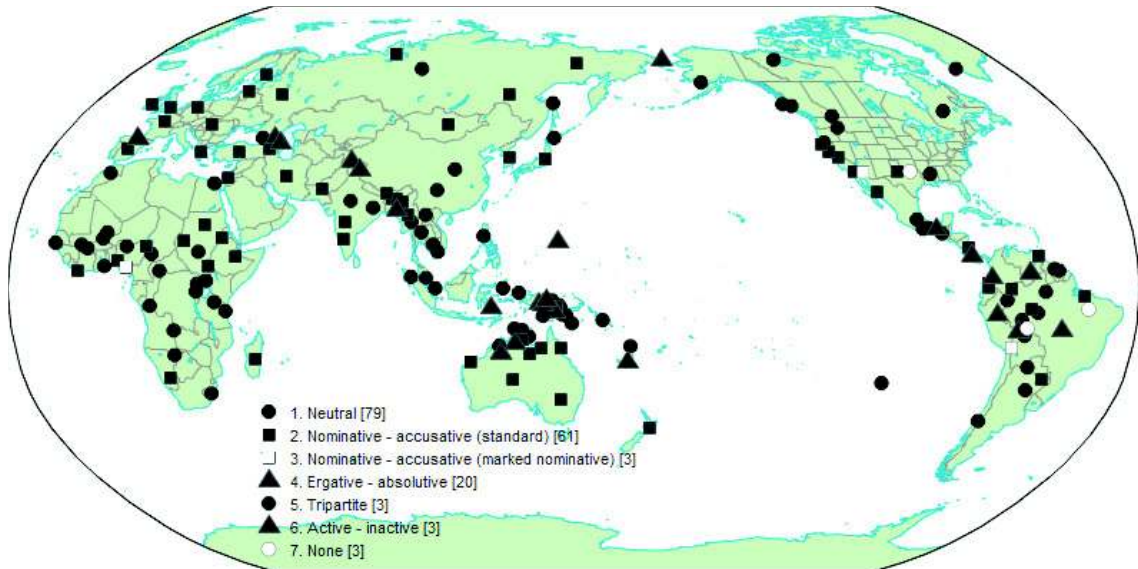 1. Neutral [79]
2. Nominative - accusative (standard) [61]
3. Nominative - accusative (marked nominative) [3]
4. Ergative - absolutive [20]
5. Tripartite [3]
6. Active - inactive [3]
7. None [3]